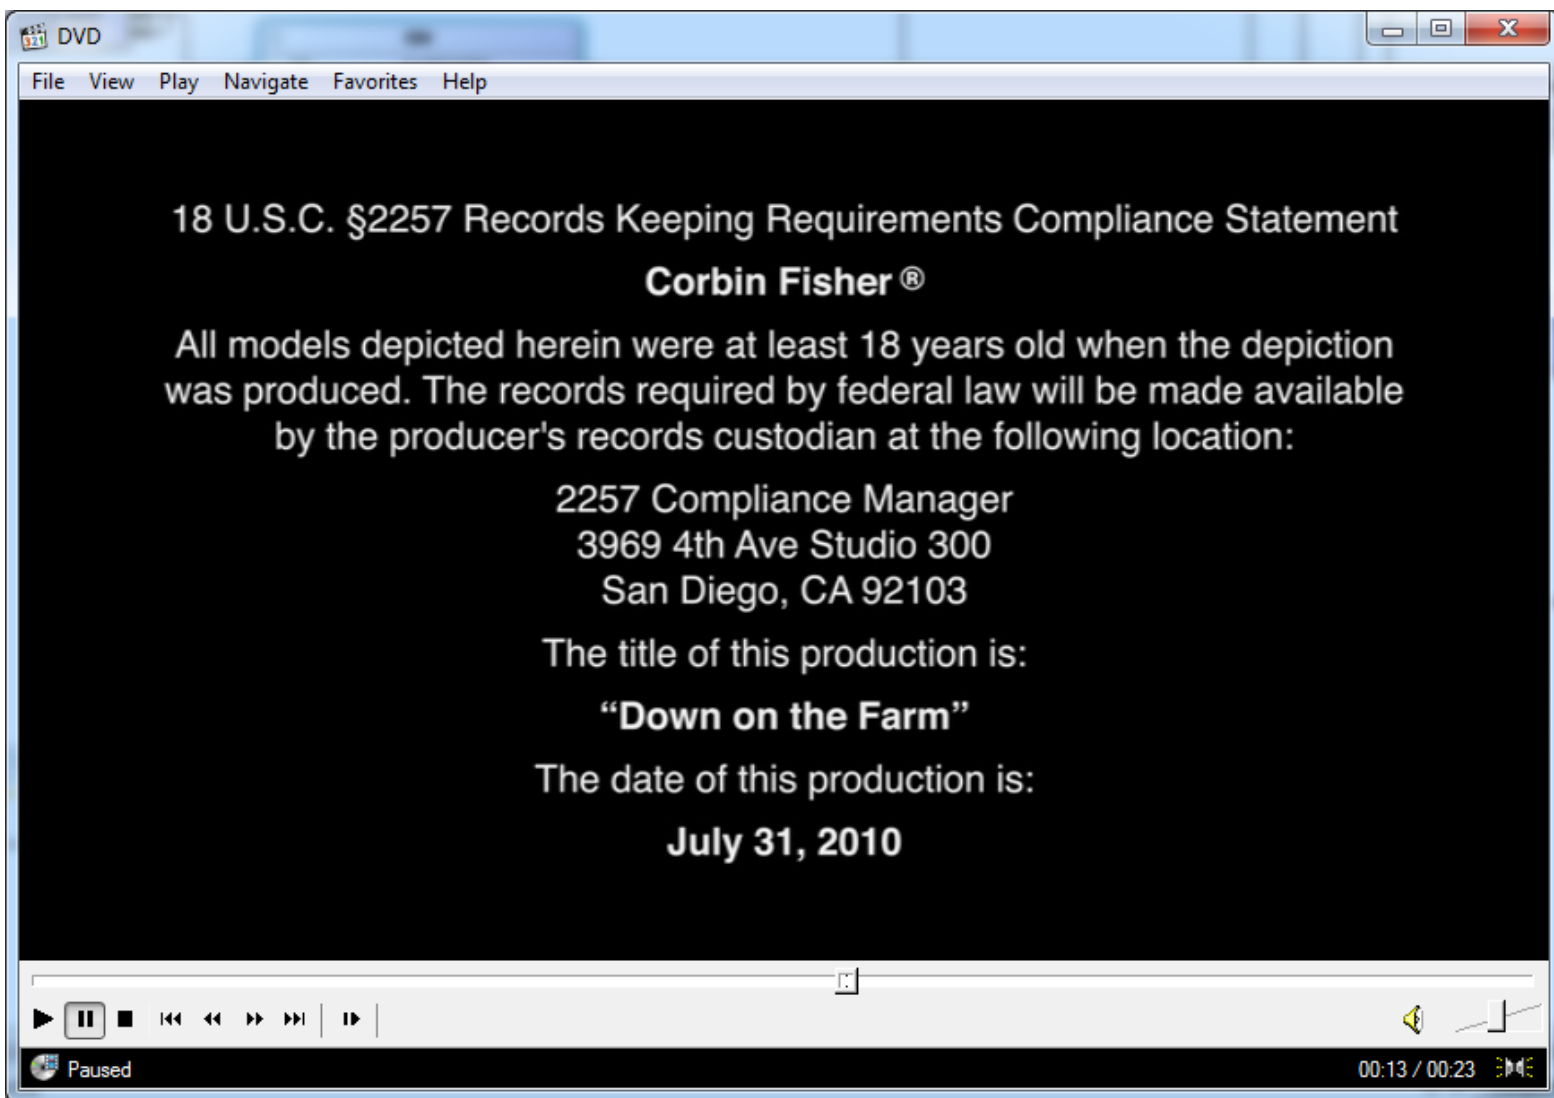 DVD
File View Play Navigate Favorites Help
18 U.S.C. §2257 Records Keeping Requirements Compliance Statement
Corbin Fisher ®
All models depicted herein were at least 18 years old when the depiction
was produced. The records required by federal law will be made available
by the producer's records custodian at the following location:
2257 Compliance Manager
3969 4th Ave Studio 300
San Diego, CA 92103
The title of this production is:
“Down on the Farm”
The date of this production is:
July 31, 2010
Paused
00:13 / 00:23